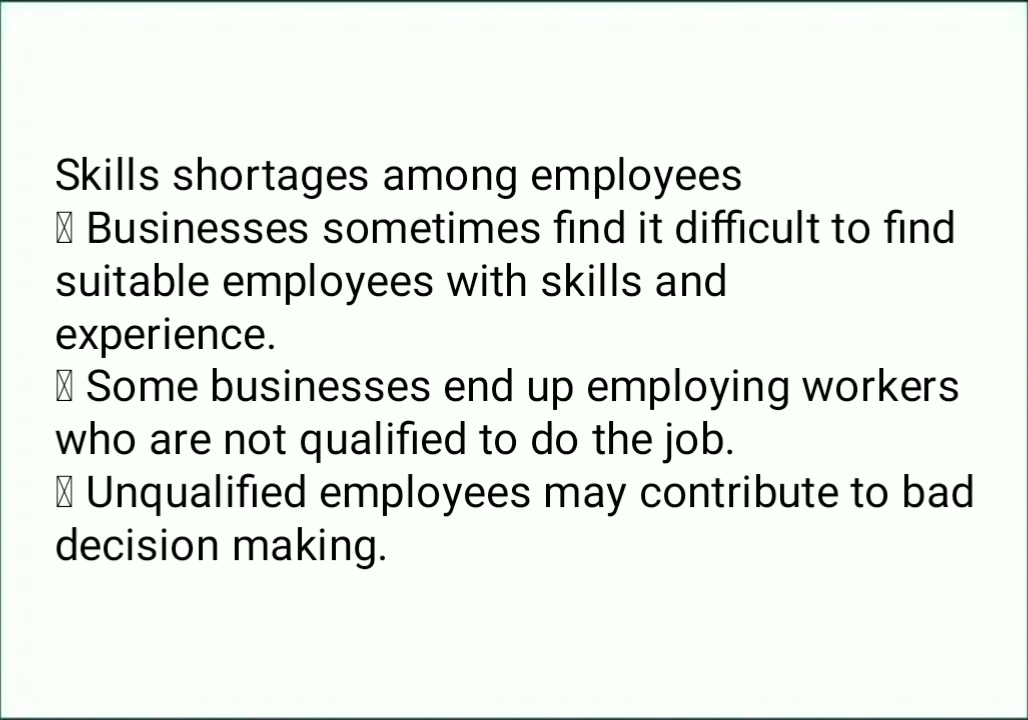 Skills shortages among employees
 Businesses sometimes find it difficult to find
suitable employees with skills and
experience.
 Some businesses end up employing workers
who are not qualified to do the job.
 Unqualified employees may contribute to bad
decision making.